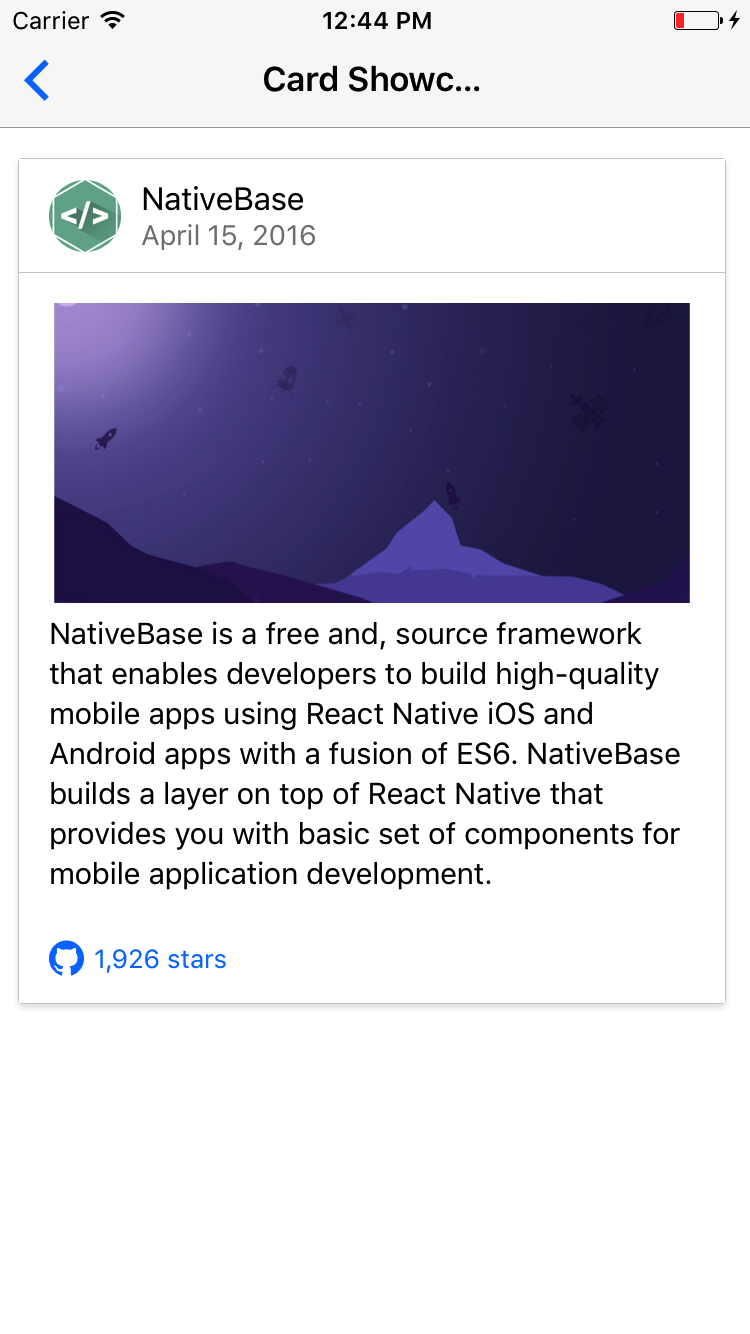 Carrier 12:44 PM
Card Showc...
NativeBase
April 15, 2016
</>
NativeBase is a free and, source framework
that enables developers to build high-quality
mobile apps using React Native iOS and
Android apps with a fusion of ES6. NativeBase
builds a layer on top of React Native that
provides you with basic set of components for
mobile application development.
1,926 stars